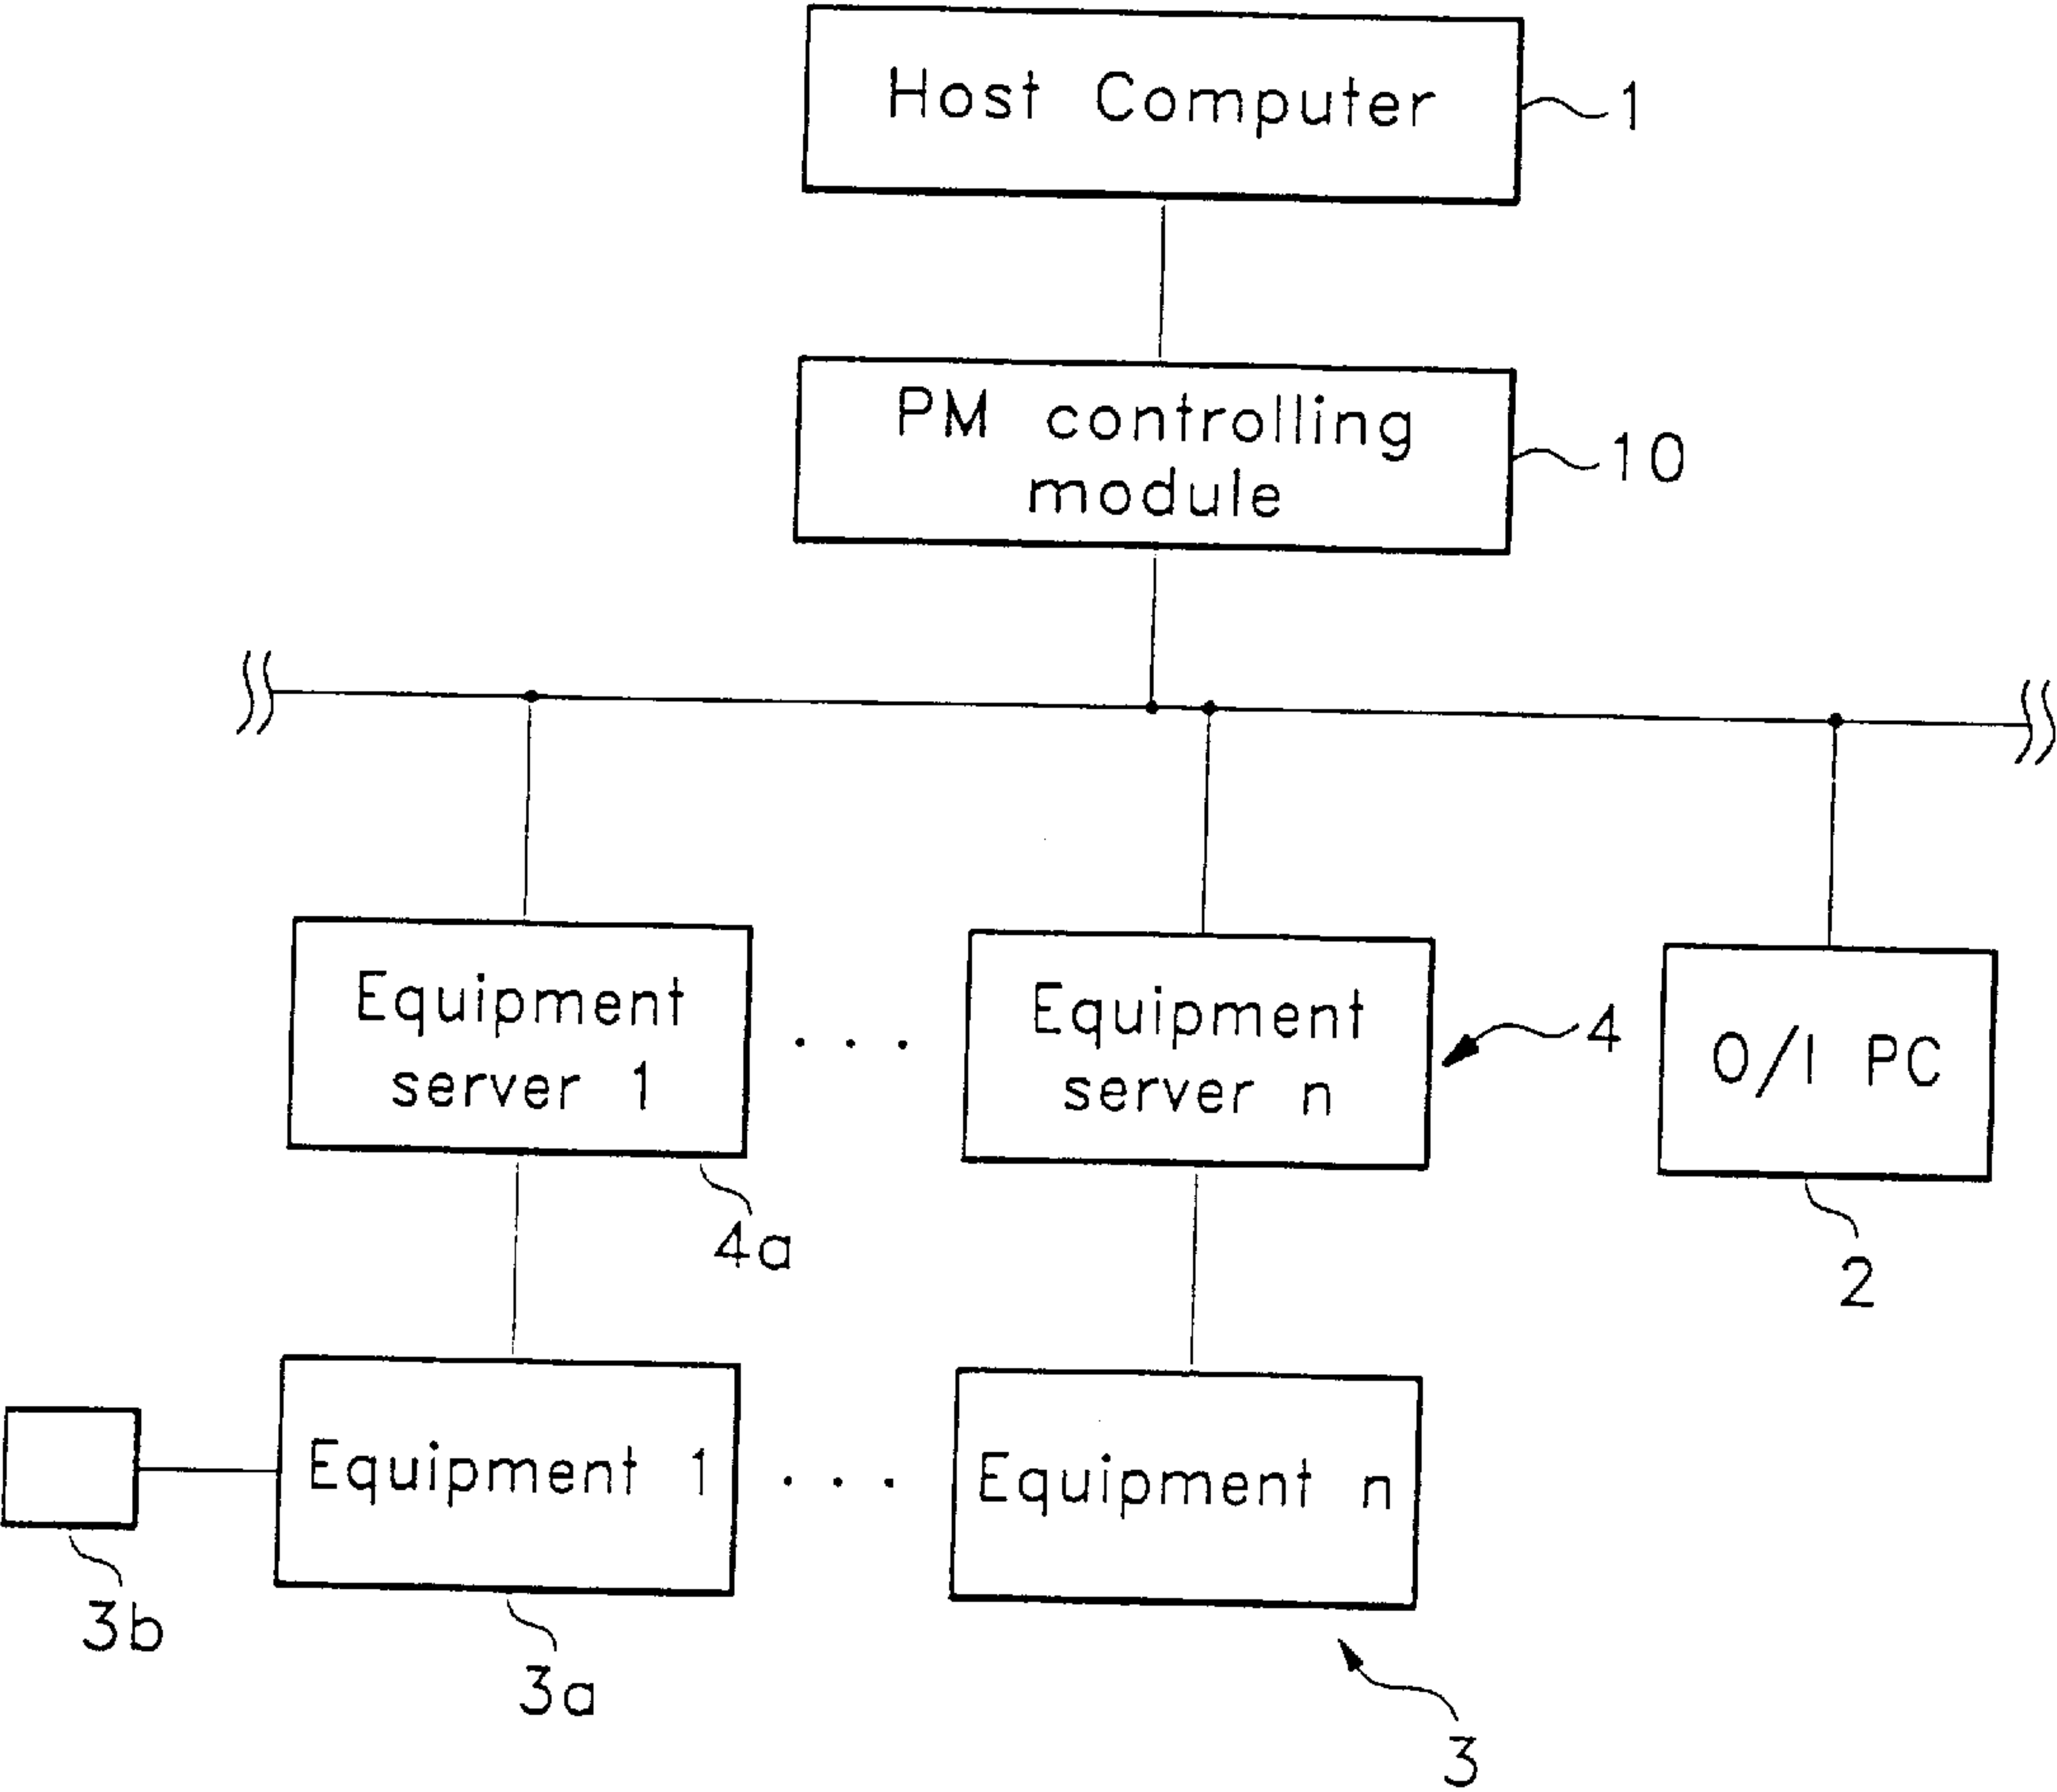 Host Computer
1
PM controlling
module
10
Equipment
server 1
4a
. . .
Equipment
server n
4
O/I PC
2
3b
Equipment 1
3a
. . .
Equipment n
3